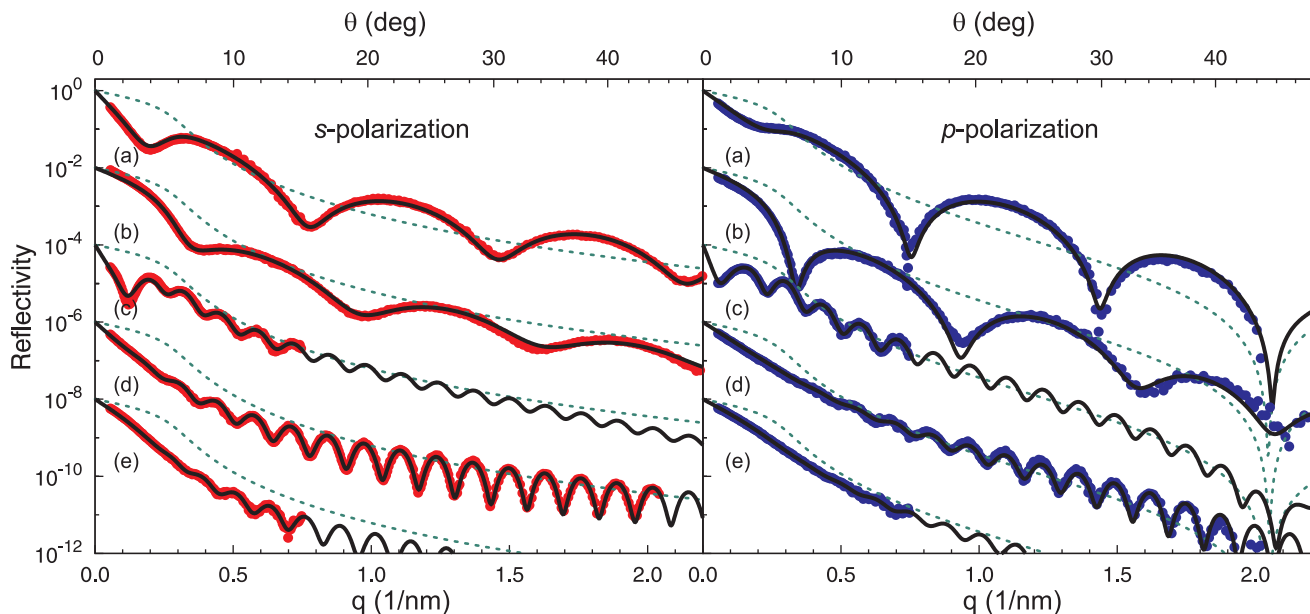 θ (deg) θ (deg)
0 10 20 30 40 0 10 20 30 40
s-polarization p-polarization
10⁰
10⁻²
10⁻⁴
10⁻⁶
10⁻⁸
10⁻¹⁰
10⁻¹²
Reflectivity
(a) (a)
(b) (b)
(c) (c)
(d) (d)
(e) (e)
0.0 0.5 1.0 1.5 2.0 0.0 0.5 1.0 1.5 2.0
q (1/nm) q (1/nm)